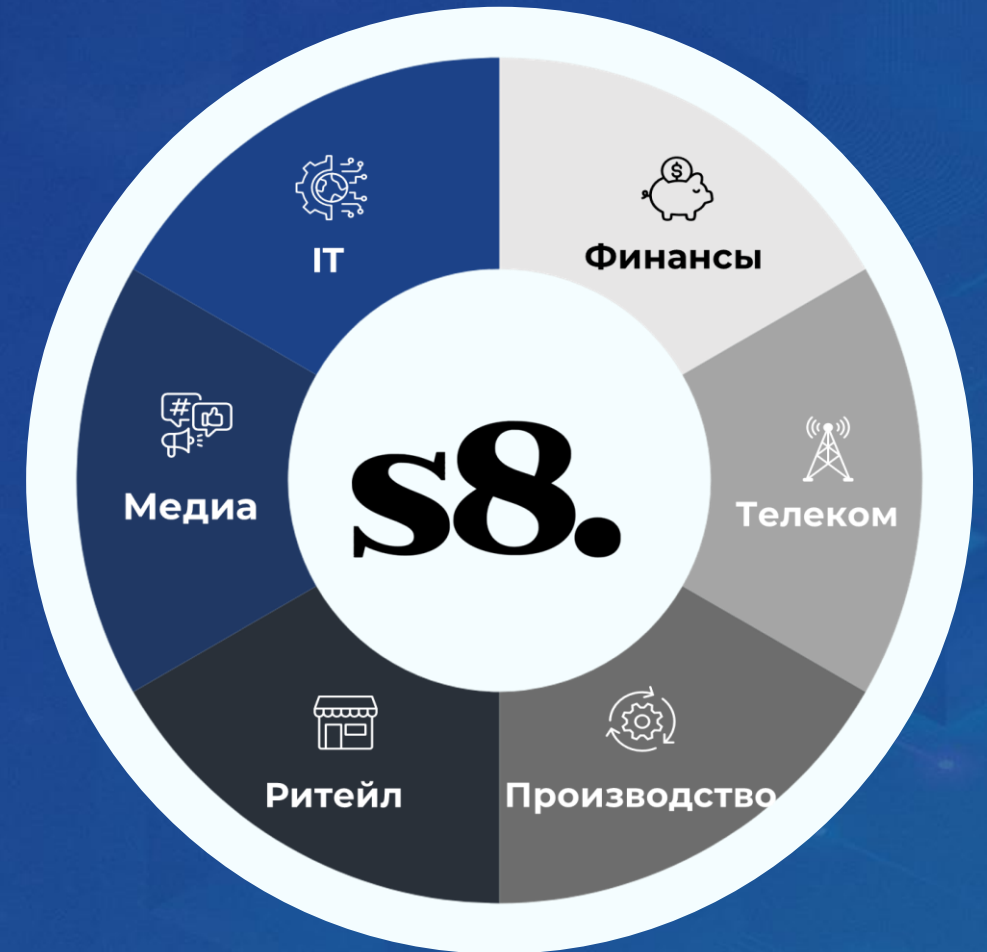 IT
Финансы
Медиа
s8.
Телеком
Ритейл
Производство